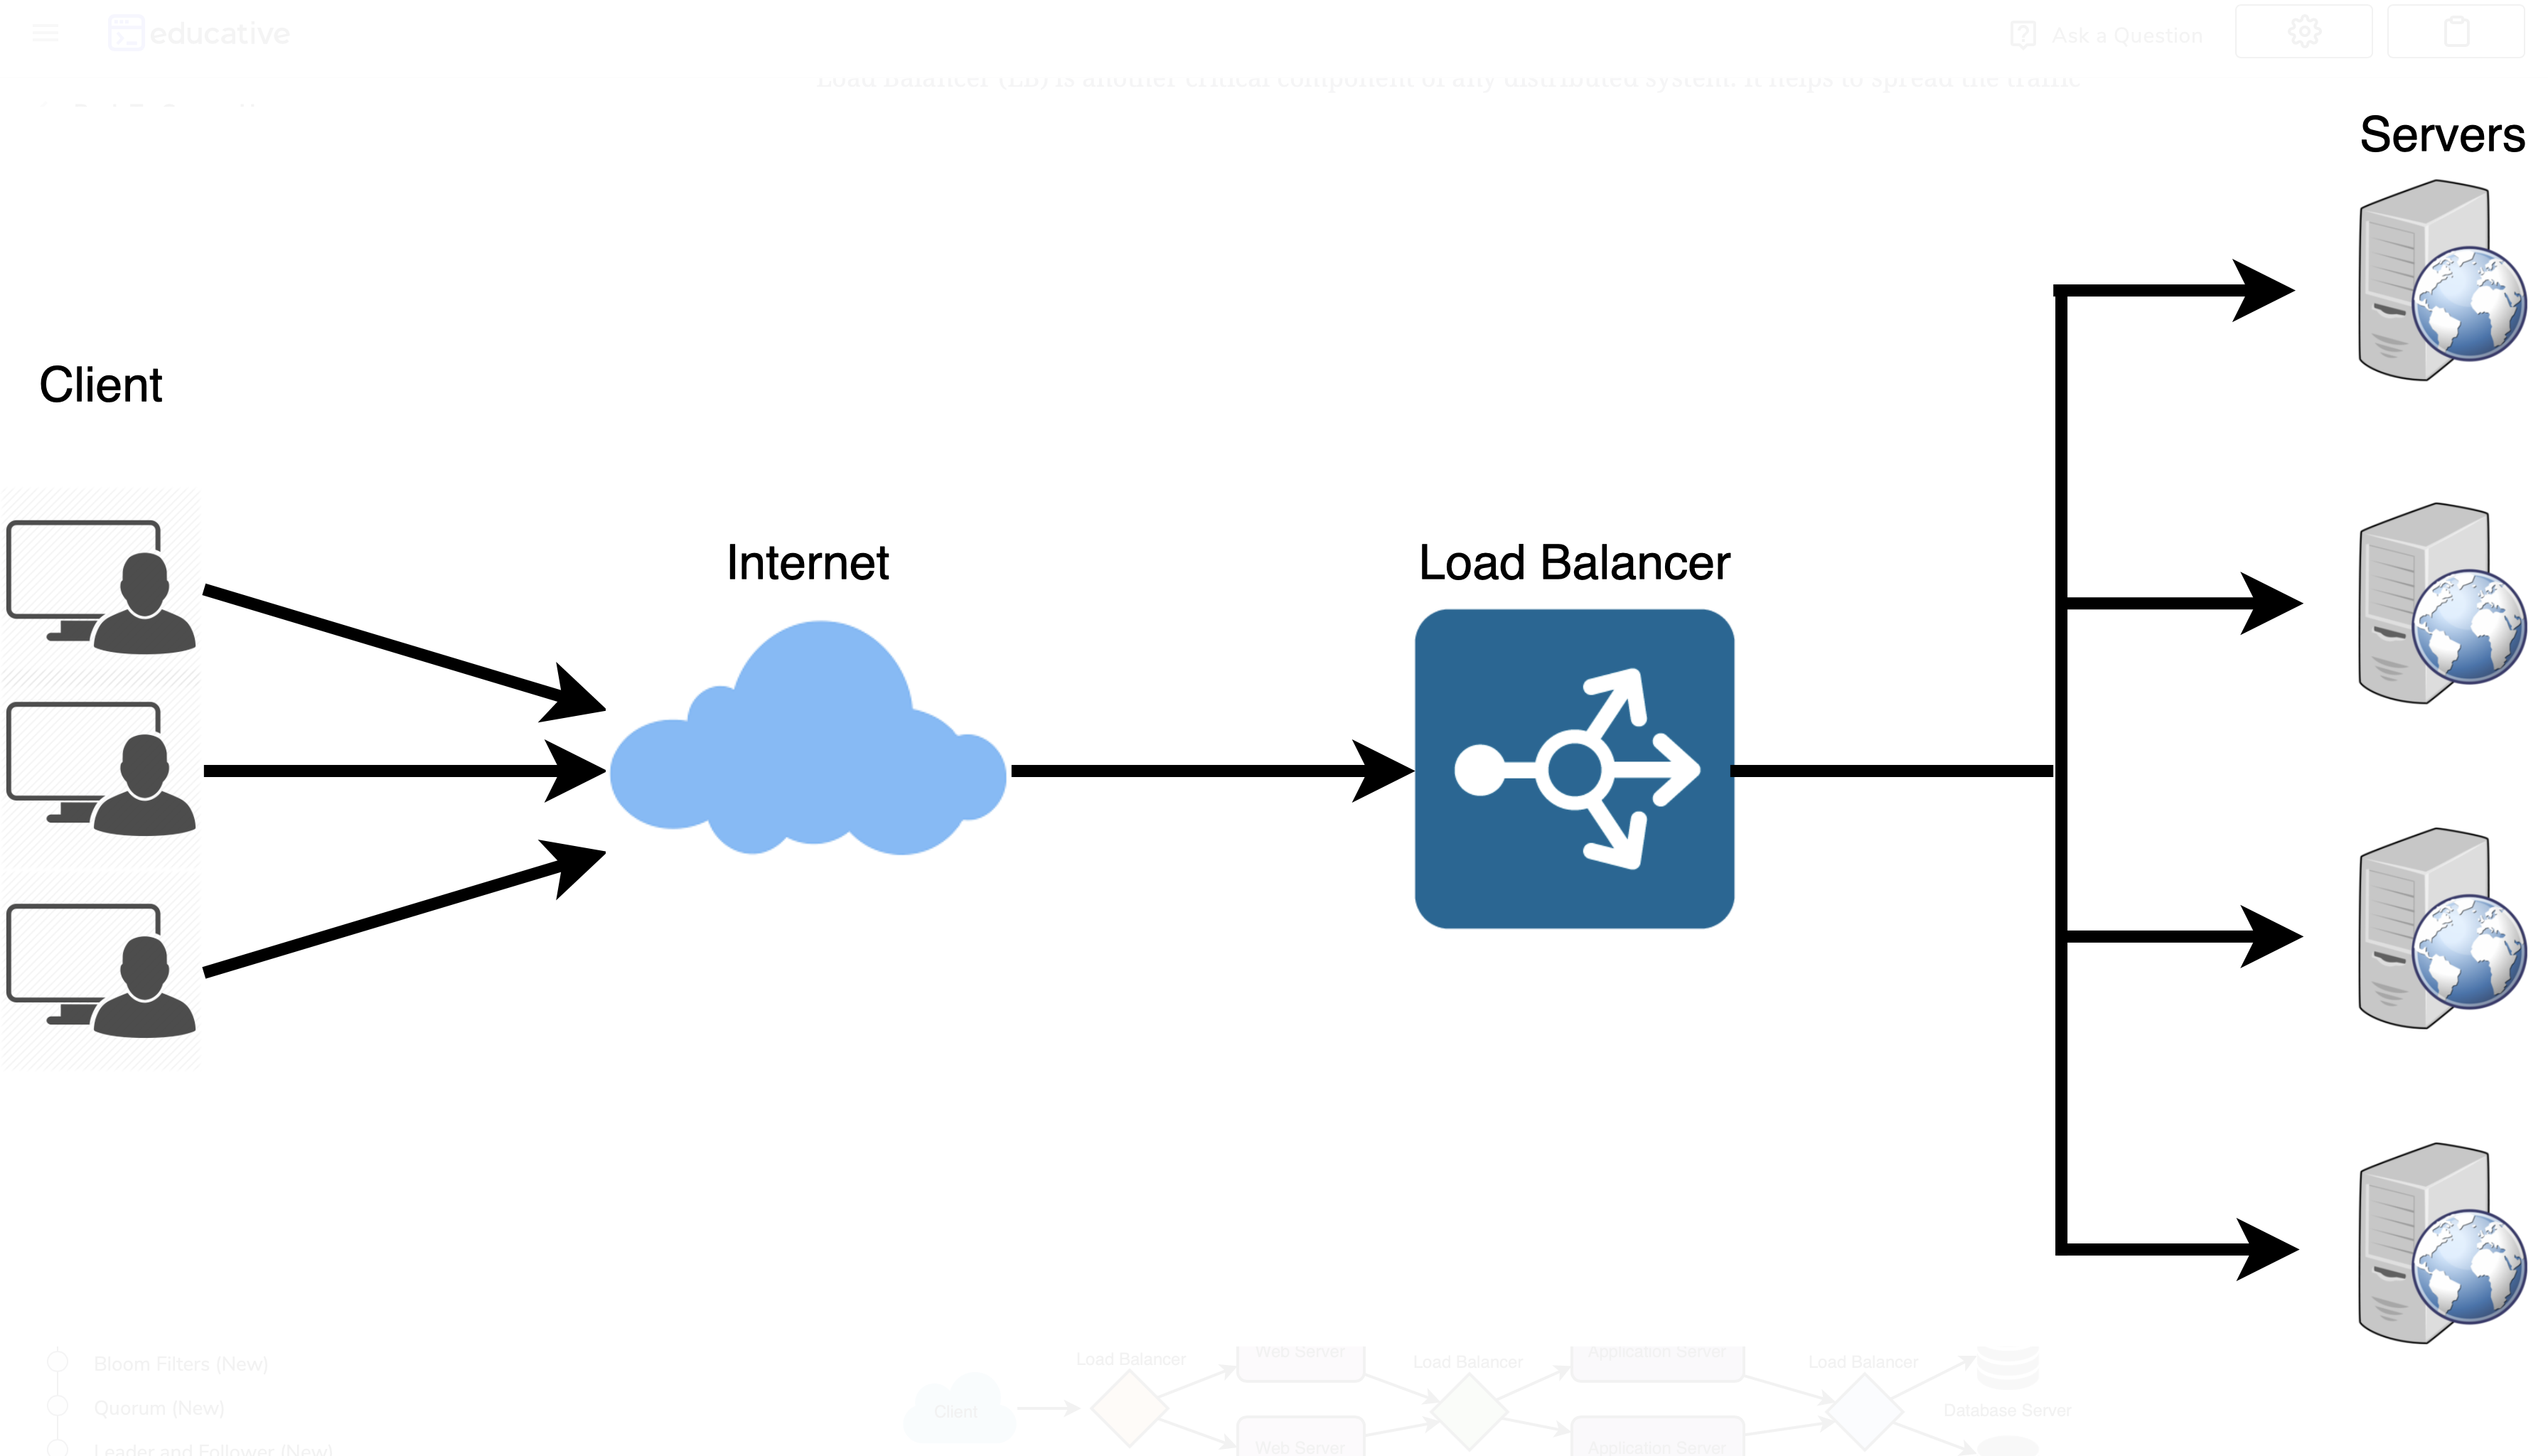 educative
Ask a Question
Load Balancer (LB) is another critical component of any distributed system. It helps to spread the traffic
Servers
Client
Internet
Load Balancer
Bloom Filters (New)
Quorum (New)
Leader and Follower (New)
Load Balancer
Web Server
Load Balancer
Application Server
Load Balancer
Client
Database Server
Web Server
Application Server